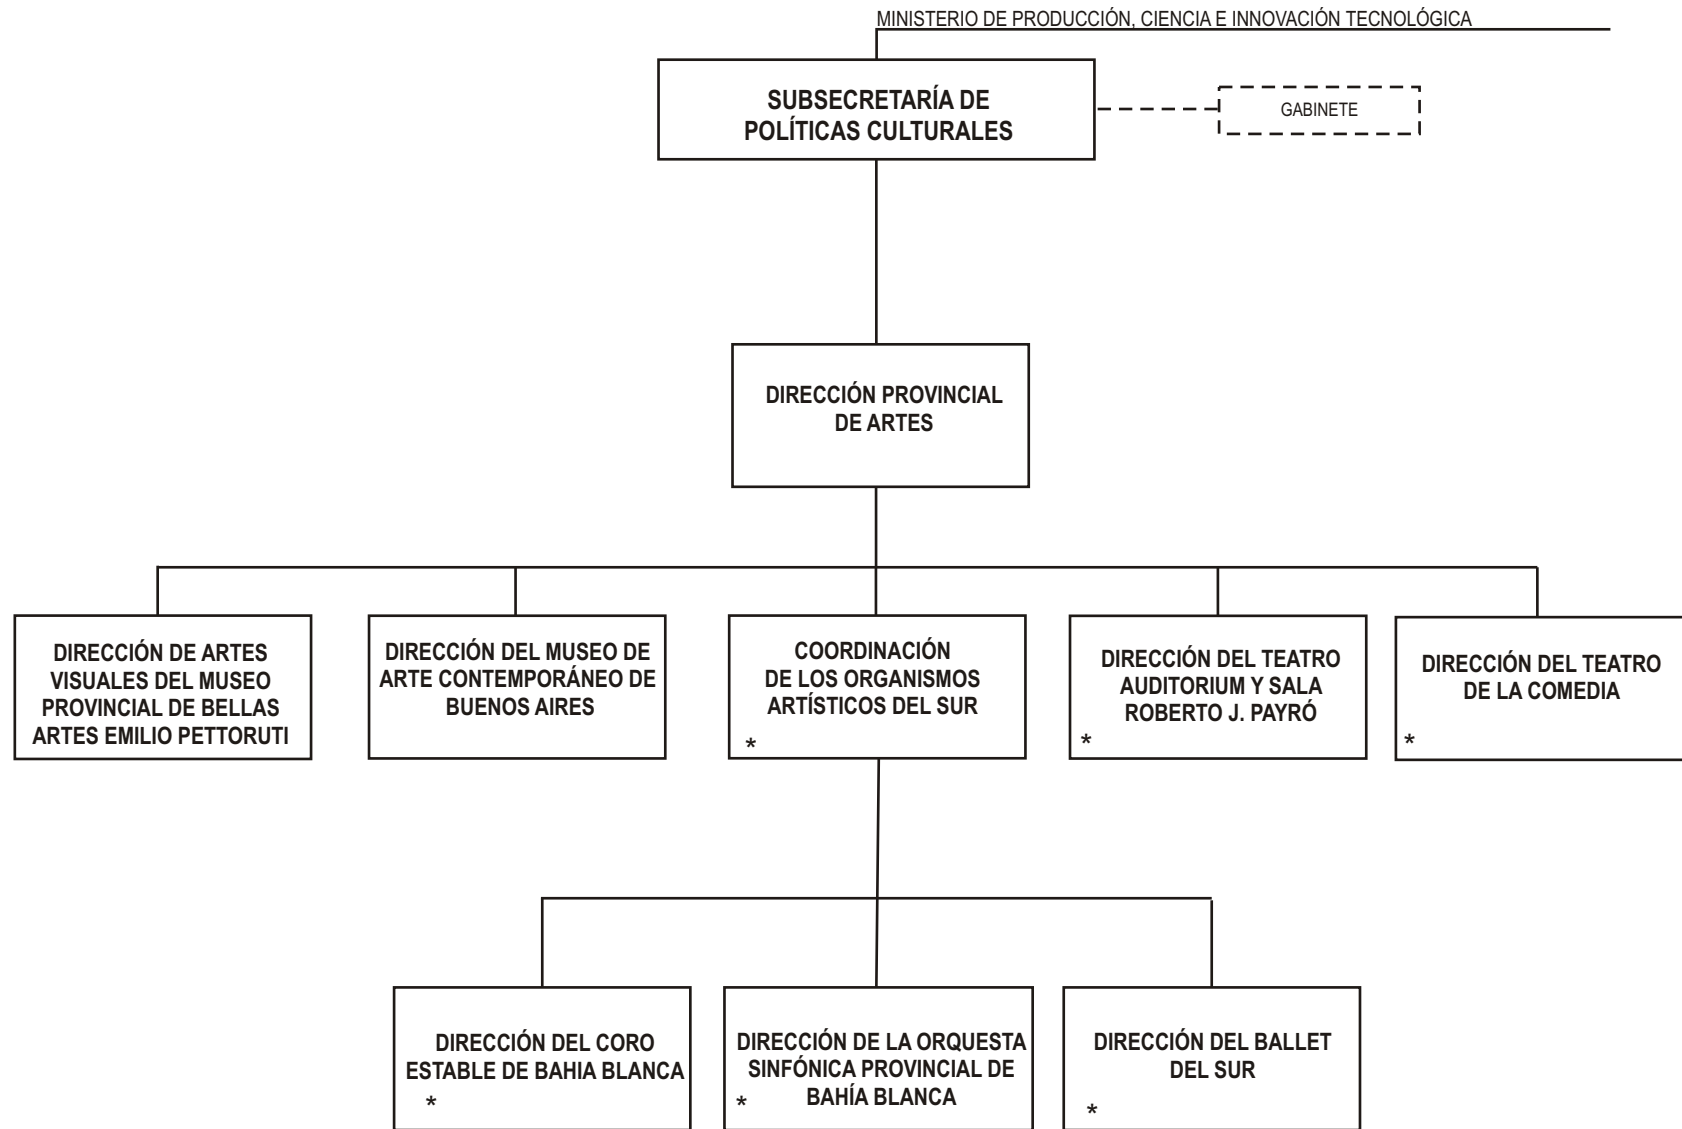 MINISTERIO DE PRODUCCIÓN, CIENCIA E INNOVACIÓN TECNOLÓGICA
SUBSECRETARÍA DE
POLÍTICAS CULTURALES
GABINETE
DIRECCIÓN PROVINCIAL
DE ARTES
DIRECCIÓN DE ARTES
VISUALES DEL MUSEO
PROVINCIAL DE BELLAS
ARTES EMILIO PETTORUTI
DIRECCIÓN DEL MUSEO DE
ARTE CONTEMPORÁNEO DE
BUENOS AIRES
COORDINACIÓN
DE LOS ORGANISMOS
ARTÍSTICOS DEL SUR
*
DIRECCIÓN DEL TEATRO
AUDITORIUM Y SALA
ROBERTO J. PAYRÓ
*
DIRECCIÓN DEL TEATRO
DE LA COMEDIA
*
DIRECCIÓN DEL CORO
ESTABLE DE BAHIA BLANCA
*
DIRECCIÓN DE LA ORQUESTA
SINFÓNICA PROVINCIAL DE
BAHÍA BLANCA
*
DIRECCIÓN DEL BALLET
DEL SUR
*